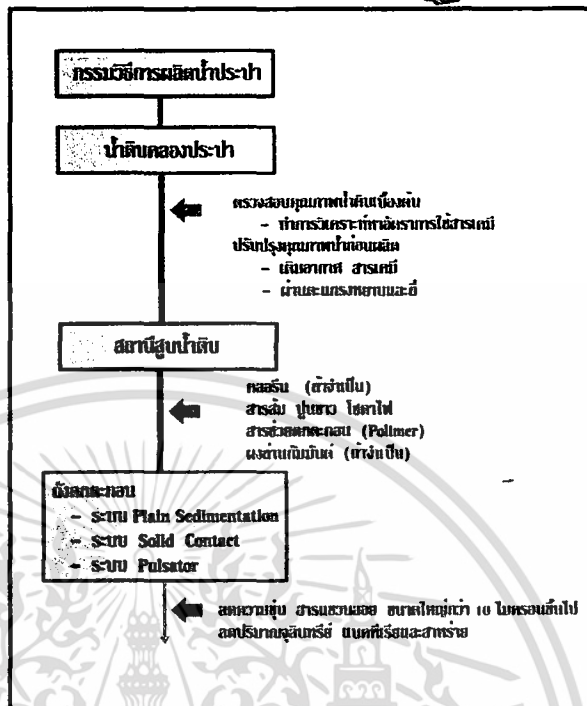 กรรมวิธีการผลิตน้ำประปา
น้ำดิบคลองประปา
ตรวจสอบคุณภาพน้ำดิบเบื้องต้น
- ทำการวิเคราะห์หาอัตราการใช้สารเคมี
ปรับปรุงคุณภาพน้ำก่อนผลิต
- เติมอากาศ สารเคมี
- ผ่านตะแกรงหยาบและถี่
สถานีสูบน้ำดิบ
คลอรีน (ถ้าจำเป็น)
สารส้ม ปูนขาว โซดาไฟ
สารช่วยตกตะกอน (Polimer)
ผงถ่านกัมมันต์ (ถ้าจำเป็น)
ถังตกตะกอน
- ระบบ Plain Sedimentation
- ระบบ Solid Contact
- ระบบ Pulsator
ลดความขุ่น สารแขวนลอย ขนาดใหญ่กว่า 10 ไมครอนขึ้นไป
ลดปริมาณจุลินทรีย์ แบคทีเรียและสาหร่าย